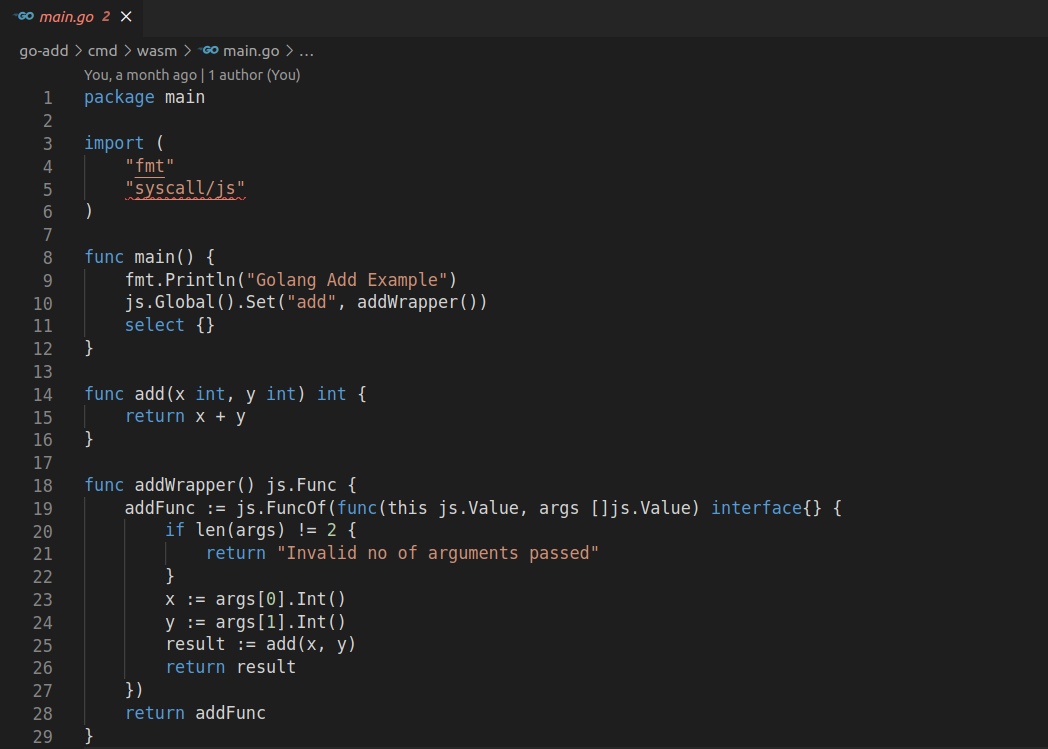 GO main.go 2 ×
go-add > cmd > wasm > GO main.go > ...
You, a month ago | 1 author (You)
1 package main
2
3 import (
4     "fmt"
5     "syscall/js"
6 )
7
8 func main() {
9     fmt.Println("Golang Add Example")
10     js.Global().Set("add", addWrapper())
11     select {}
12 }
13
14 func add(x int, y int) int {
15     return x + y
16 }
17
18 func addWrapper() js.Func {
19     addFunc := js.FuncOf(func(this js.Value, args []js.Value) interface{} {
20         if len(args) != 2 {
21             return "Invalid no of arguments passed"
22         }
23         x := args[0].Int()
24         y := args[1].Int()
25         result := add(x, y)
26         return result
27     })
28     return addFunc
29 }